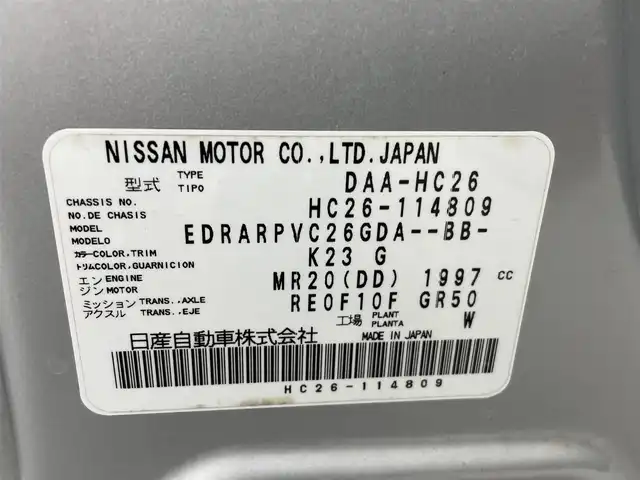 NISSAN MOTOR CO.,LTD.JAPAN
型式 TYPE TIPO DAA-HC26
CHASSIS NO. NO.DE CHASIS HC26-114809
MODEL MODELO EDRARPVC26GDA--BB-
カラーCOLOR,TRIM トリムCOLOR,GUARNICION K23 G
エンジン ENGINE MOTOR MR20(DD) 1997 CC
ミッション TRANS.,AXLE アクスル TRANS.,EJE RE0F10F GR50
工場 PLANT PLANTA W
日産自動車株式会社 MADE IN JAPAN
HC26-114809